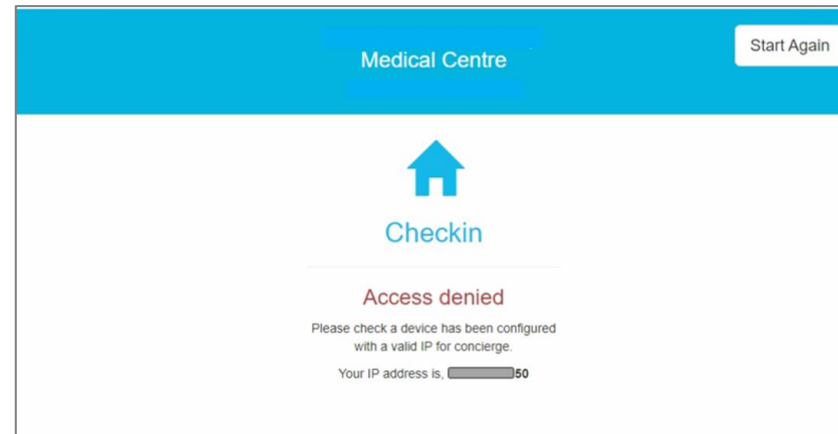 Medical Centre
Start Again
Checkin
Access denied
Please check a device has been configured
with a valid IP for concierge.
Your IP address is, 50